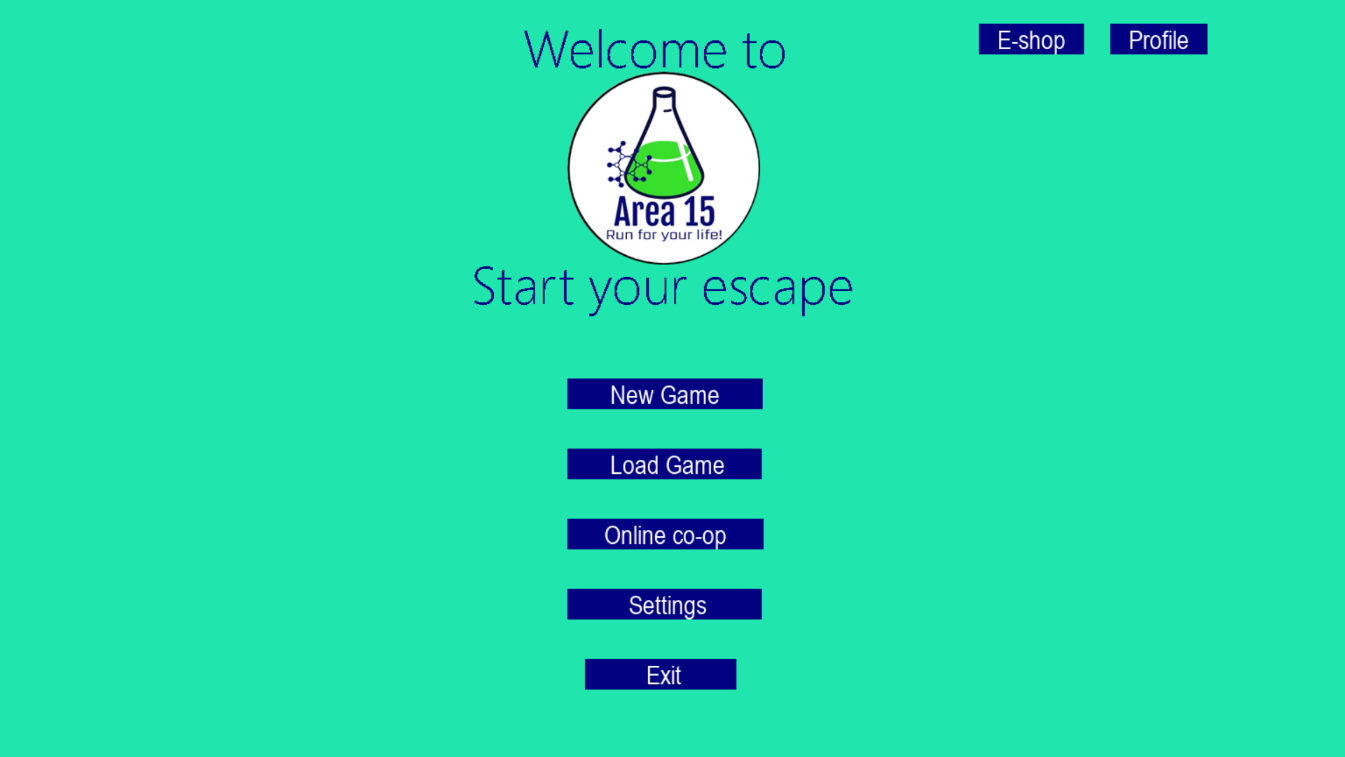 Welcome to
E-shop
Profile
Area 15
Run for your life!
Start your escape
New Game
Load Game
Online co-op
Settings
Exit